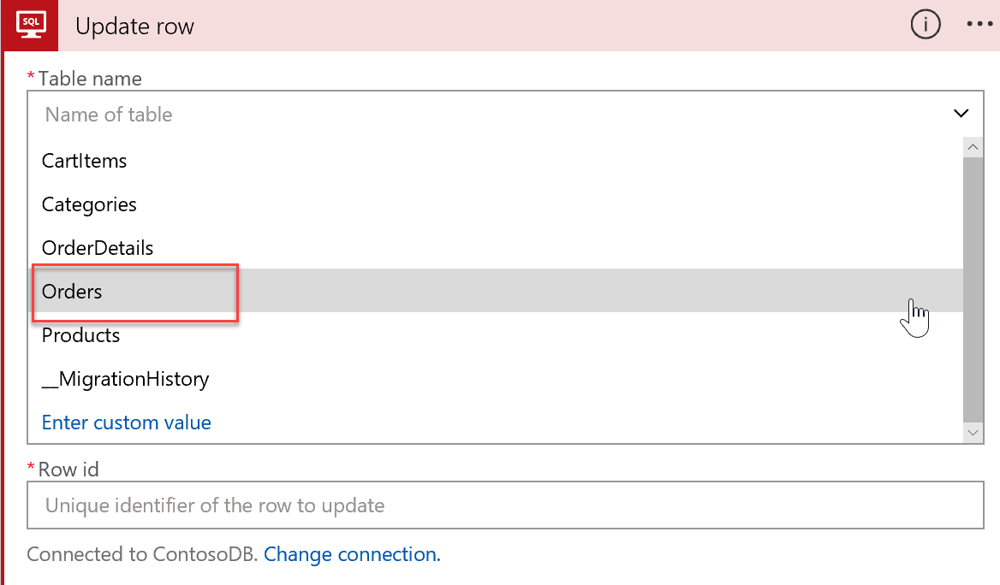 SQL
Update row
* Table name
Name of table
CartItems
Categories
OrderDetails
Orders
Products
__MigrationHistory
Enter custom value
* Row id
Unique identifier of the row to update
Connected to ContosoDB. Change connection.